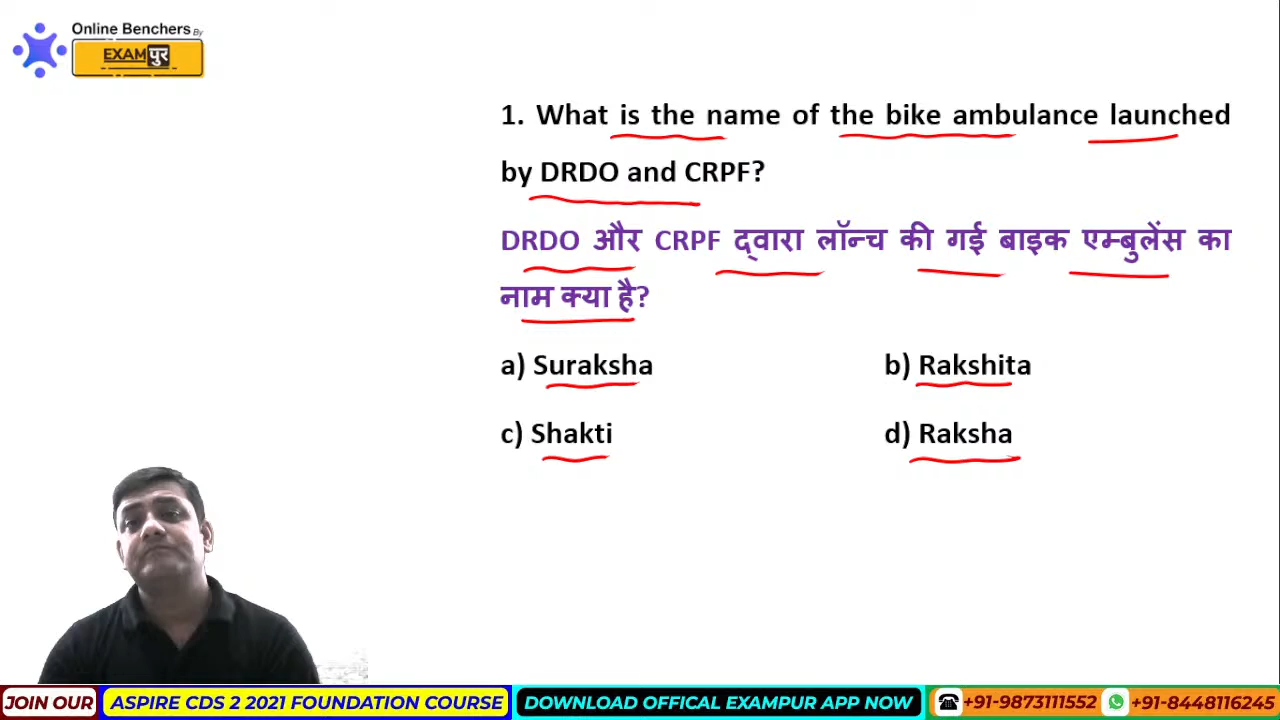 Online Benchers By
EXAMपुर
1. What is the name of the bike ambulance launched
by DRDO and CRPF?
DRDO और CRPF द्वारा लॉन्च की गई बाइक एम्बुलेंस का
नाम क्या है?
a) Suraksha b) Rakshita
c) Shakti d) Raksha
JOIN OUR ASPIRE CDS 2 2021 FOUNDATION COURSE DOWNLOAD OFFICAL EXAMPUR APP NOW +91-9873111552 +91-8448116245